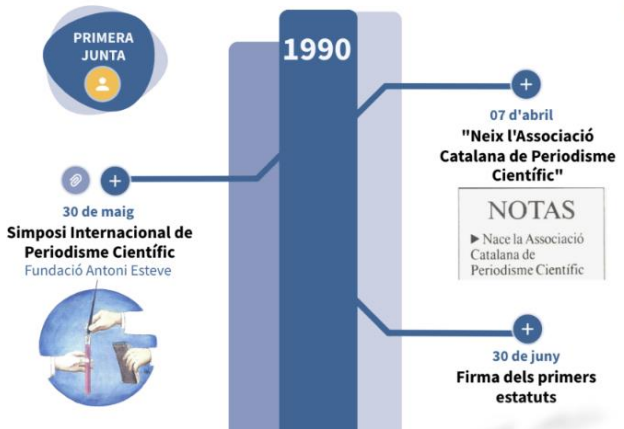 PRIMERA
JUNTA
1990
07 d'abril
"Neix l'Associació
Catalana de Periodisme
Científic"
NOTAS
▶ Nace la Associació
Catalana de
Periodisme Científic
30 de maig
Simposi Internacional de
Periodisme Científic
Fundació Antoni Esteve
30 de juny
Firma dels primers
estatuts